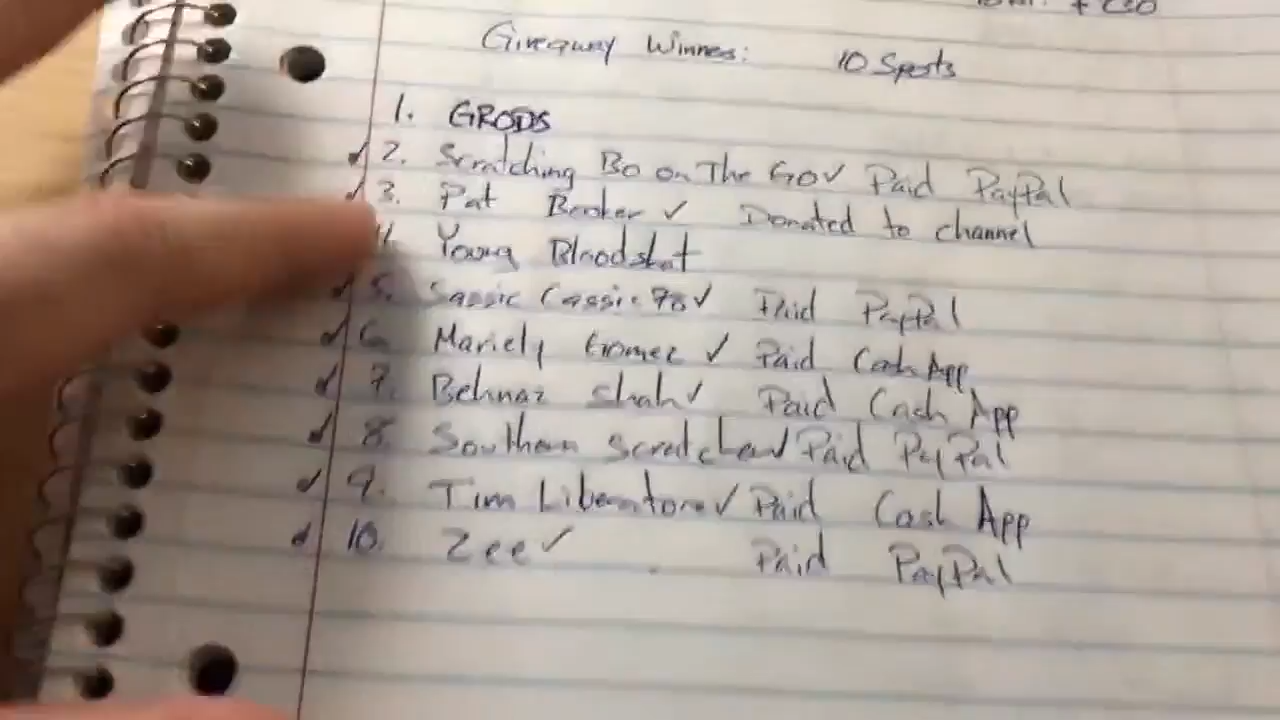 Giveaway Winners: 10 Spots
1. GRODS
✓ 2. Scratching Bo on The GO ✓ Paid PayPal
✓ 3. Pat Booker ✓ Donated to channel
4. Young Bloodshot
✓ 5. Sassic Cassie 78 ✓ Paid PayPal
✓ 6. Mariely Gomez ✓ Paid Cash App
✓ 7. Behnaz Shah ✓ Paid Cash App
✓ 8. Southern Scratcher ✓ Paid PayPal
✓ 9. Tim Liberatore ✓ Paid Cash App
✓ 10. Zee ✓ Paid PayPal